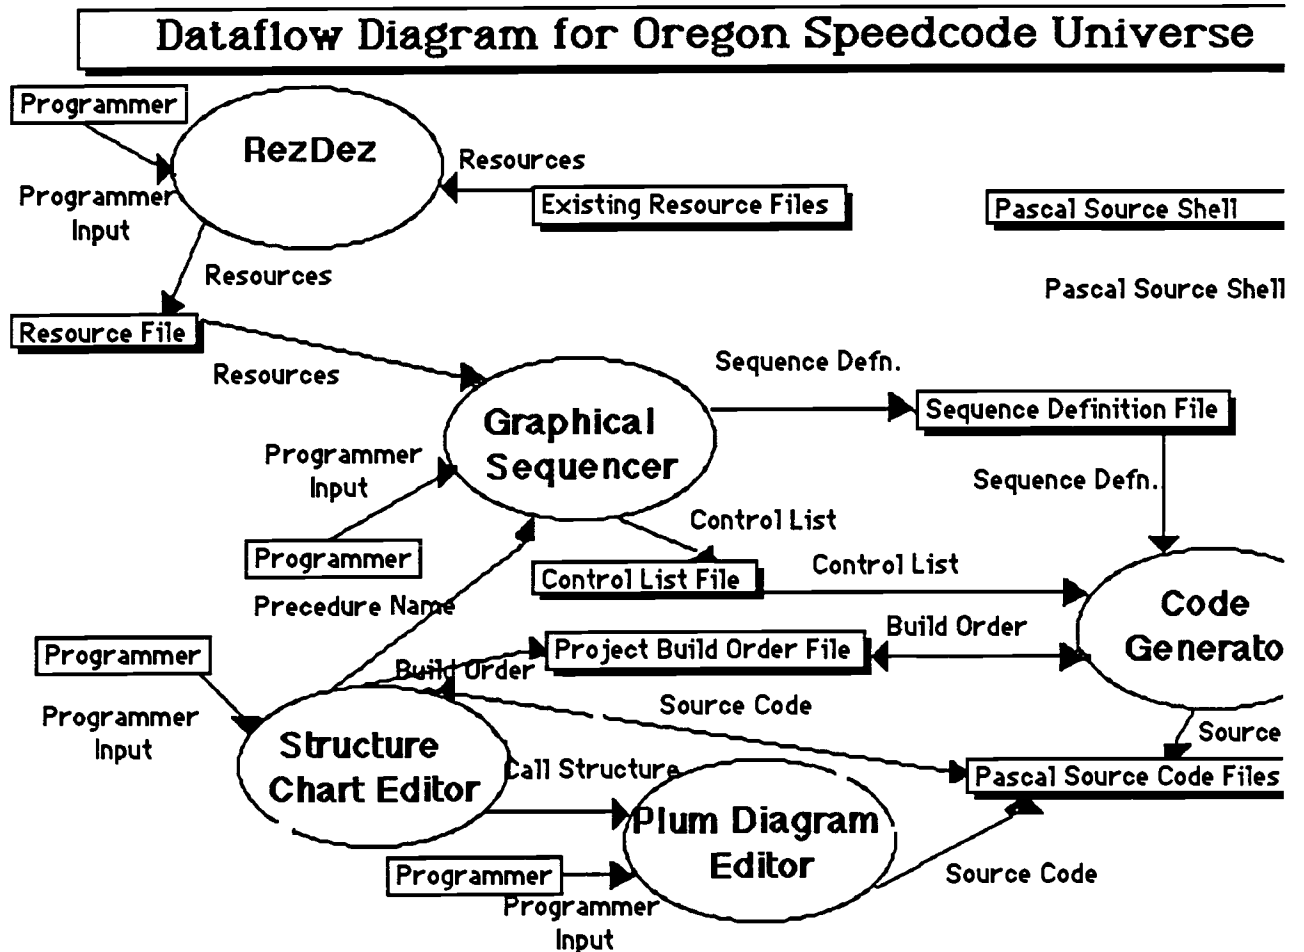 Dataflow Diagram for Oregon Speedcode Universe
Programmer
RezDez
Resources
Programmer
Input
Existing Resource Files
Pascal Source Shell
Resources
Pascal Source Shell
Resource File
Resources
Sequence Defn.
Graphical
Sequencer
Sequence Definition File
Programmer
Input
Sequence Defn.
Control List
Programmer
Control List File
Control List
Precedure Name
Code
Generato
Build Order
Programmer
Project Build Order File
Build Order
Programmer
Input
Source Code
Structure
Chart Editor
Source
Call Structure
Pascal Source Code Files
Plum Diagram
Editor
Programmer
Source Code
Programmer
Input